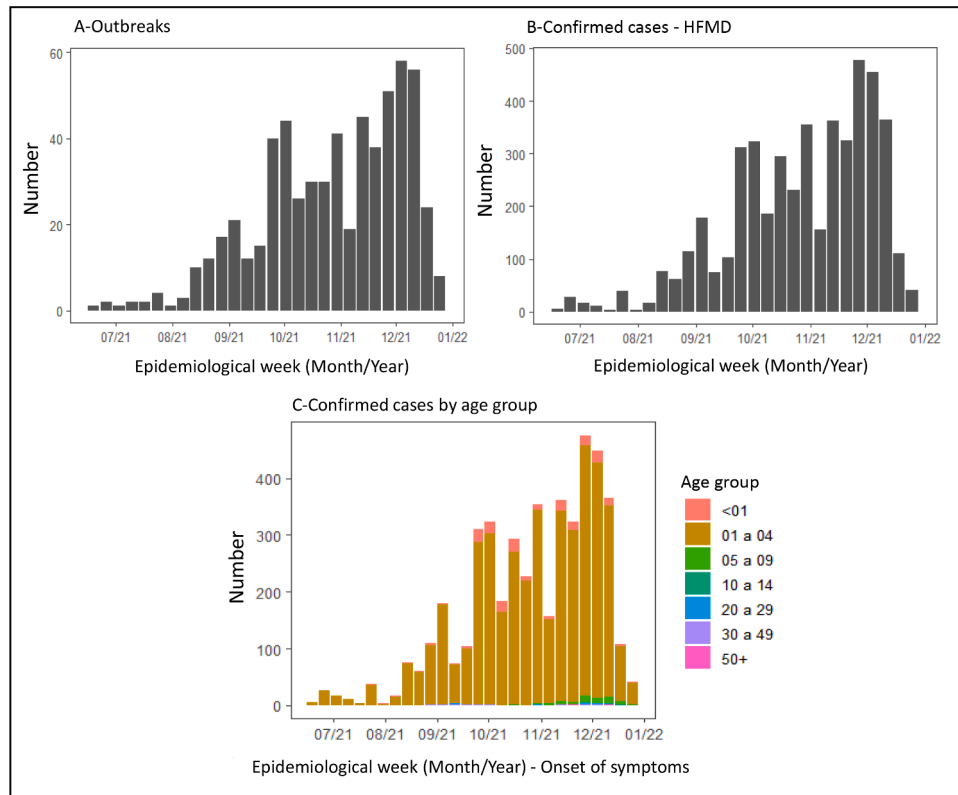 A-Outbreaks
60
40
20
0
Number
07/21 08/21 09/21 10/21 11/21 12/21 01/22
Epidemiological week (Month/Year)
B-Confirmed cases - HFMD
500
400
300
200
100
0
Number
07/21 08/21 09/21 10/21 11/21 12/21 01/22
Epidemiological week (Month/Year)
C-Confirmed cases by age group
400
300
200
100
0
Number
07/21 08/21 09/21 10/21 11/21 12/21 01/22
Epidemiological week (Month/Year) - Onset of symptoms
Age group
<01
01 a 04
05 a 09
10 a 14
20 a 29
30 a 49
50+